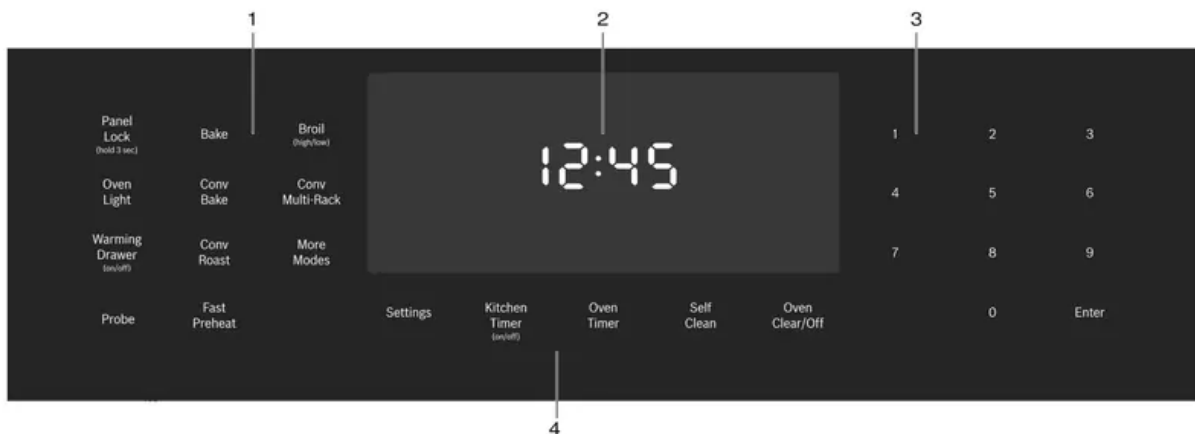 1
2
3
Panel
Lock
(hold 3 sec)
Bake
Broil
(high/low)
Oven
Light
Conv
Bake
Conv
Multi-Rack
Warming
Drawer
(on/off)
Conv
Roast
More
Modes
Probe
Fast
Preheat
12:45
Settings
Kitchen
Timer
(on/off)
Oven
Timer
Self
Clean
Oven
Clear/Off
1 2 3
4 5 6
7 8 9
0 Enter
4